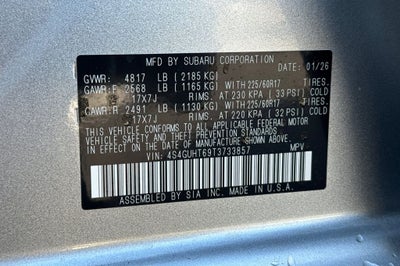 MFD. BY SUBARU CORPORATION DATE: 01/26
GVWR: 4817 LB (2185 KG)
GAWR: F 2568 LB (1165 KG) WITH 225/60R17 TIRES,
17X7J RIMS. AT 230 KPA (33 PSI) COLD
GAWR: R 2491 LB (1130 KG) WITH 225/60R17 TIRES,
17X7J RIMS. AT 220 KPA (32 PSI) COLD
THIS VEHICLE CONFORMS TO ALL APPLICABLE FEDERAL MOTOR
VEHICLE SAFETY, BUMPER, AND THEFT PREVENTION STANDARDS
IN EFFECT ON THE DATE OF MANUFACTURE SHOWN ABOVE.
VIN: 4S4GUHT69T3733857 MPV
ASSEMBLED BY SIA INC. MADE IN U.S.A.